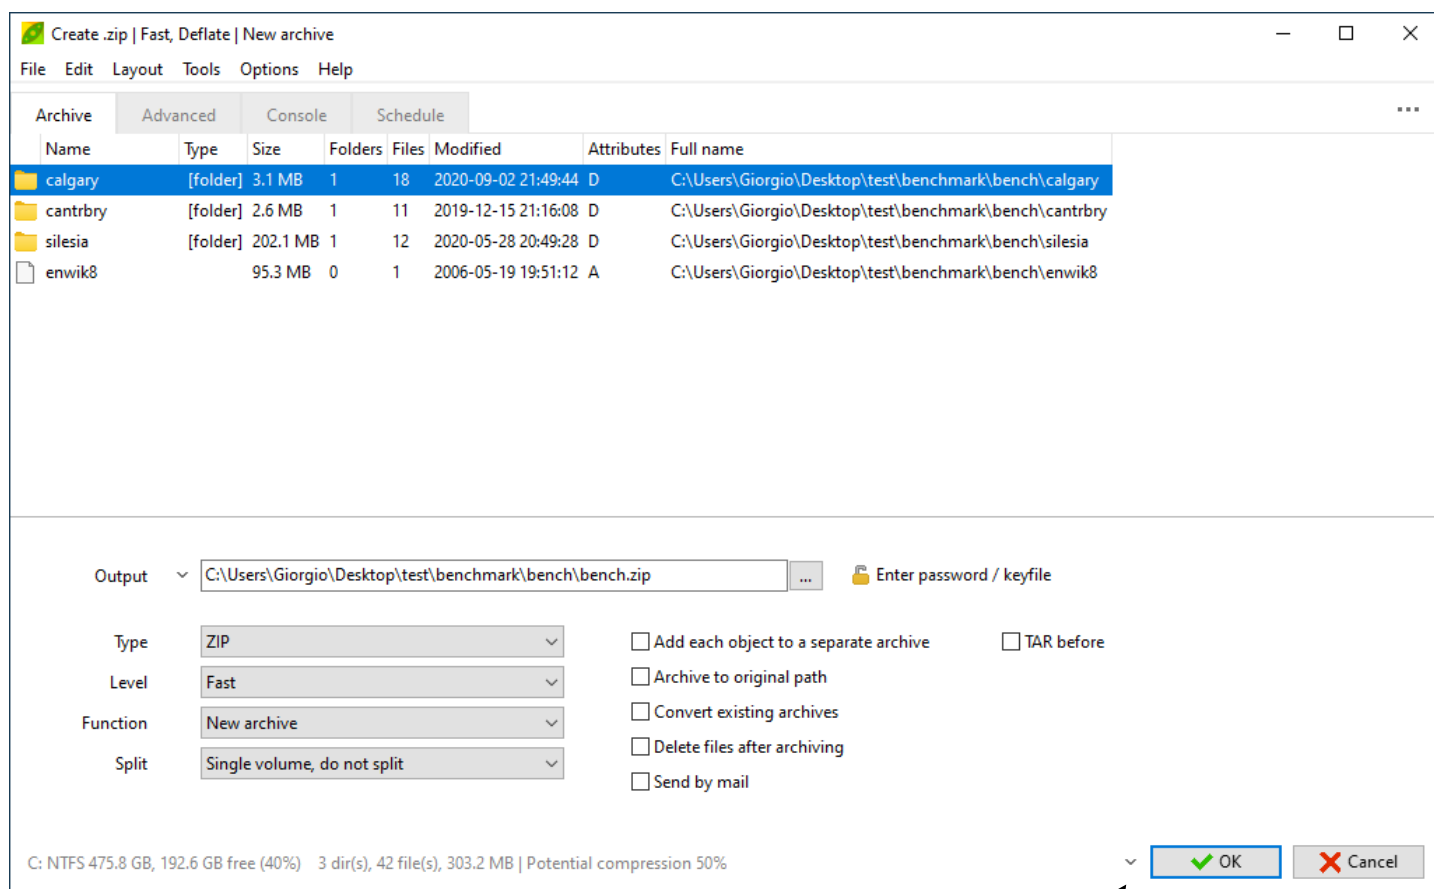 Create .zip | Fast, Deflate | New archive
File Edit Layout Tools Options Help
Archive Advanced Console Schedule ...
Name Type Size Folders Files Modified Attributes Full name
calgary [folder] 3.1 MB 1 18 2020-09-02 21:49:44 D C:\Users\Giorgio\Desktop\test\benchmark\bench\calgary
cantrbry [folder] 2.6 MB 1 11 2019-12-15 21:16:08 D C:\Users\Giorgio\Desktop\test\benchmark\bench\cantrbry
silesia [folder] 202.1 MB 1 12 2020-05-28 20:49:28 D C:\Users\Giorgio\Desktop\test\benchmark\bench\silesia
enwik8 95.3 MB 0 1 2006-05-19 19:51:12 A C:\Users\Giorgio\Desktop\test\benchmark\bench\enwik8
Output C:\Users\Giorgio\Desktop\test\benchmark\bench\bench.zip ... Enter password / keyfile
Type ZIP Add each object to a separate archive TAR before
Level Fast Archive to original path
Function New archive Convert existing archives
Delete files after archiving
Split Single volume, do not split
Send by mail
C: NTFS 475.8 GB, 192.6 GB free (40%) 3 dir(s), 42 file(s), 303.2 MB | Potential compression 50% OK Cancel